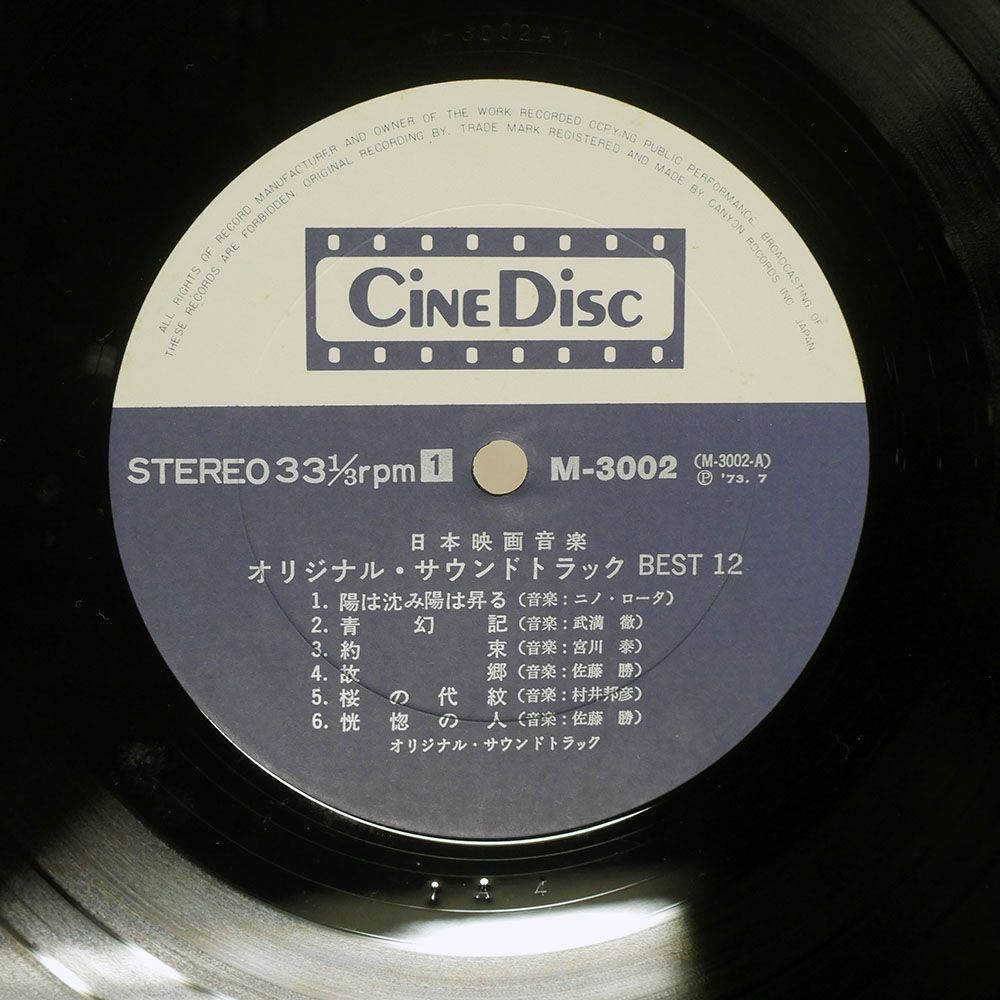 M-3002A1
ALL RIGHTS OF RECORD MANUFACTURER AND OWNER OF THE WORK RECORDED COPYING PUBLIC PERFORMANCE BROADCASTING OF
THESE RECORDS ARE FORBIDDEN ORIGINAL RECORDING BY. TRADE MARK REGISTERED AND MADE BY CANYON ROCORDS INC. JAPAN
CINE DISC
STEREO 33⅓rpm 1 M-3002 (M-3002-A)
Ⓟ '73. 7
日本映画音楽
オリジナル・サウンドトラック BEST 12
1. 陽は沈み陽は昇る (音楽:ニノ・ロータ)
2. 青幻記 (音楽:武満 徹)
3. 約束 (音楽:宮川 泰)
4. 故郷 (音楽:佐藤 勝)
5. 桜の代紋 (音楽:村井邦彦)
6. 恍惚の人 (音楽:佐藤 勝)
オリジナル・サウンドトラック
1 A 4